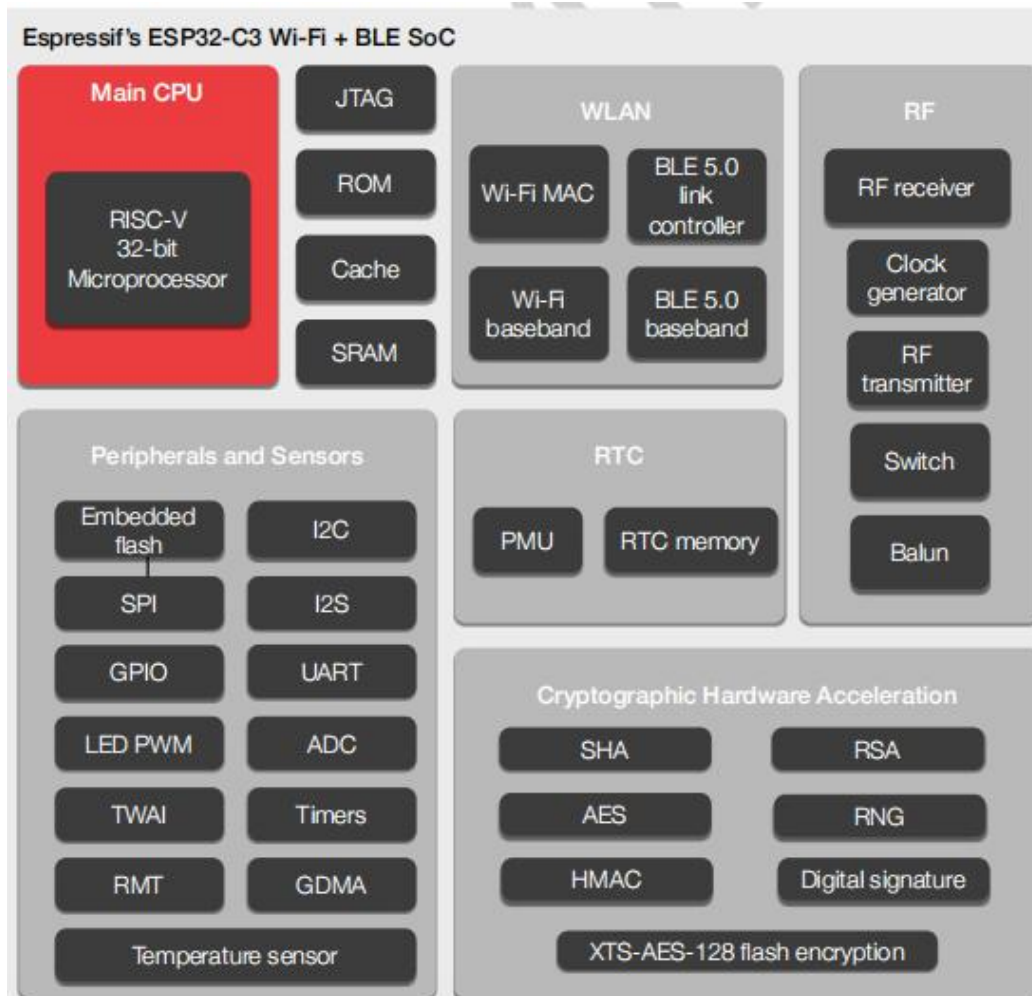 Espressif's ESP32-C3 Wi-Fi + BLE SoC
Main CPU
RISC-V
32-bit
Microprocessor
JTAG
ROM
Cache
SRAM
WLAN
Wi-Fi MAC
BLE 5.0
link
controller
Wi-Fi
baseband
BLE 5.0
baseband
RF
RF receiver
Clock
generator
RF
transmitter
Switch
Balun
Peripherals and Sensors
Embedded
flash
I2C
SPI
I2S
GPIO
UART
LED PWM
ADC
TWAI
Timers
RMT
GDMA
Temperature sensor
RTC
PMU
RTC memory
Cryptographic Hardware Acceleration
SHA
RSA
AES
RNG
HMAC
Digital signature
XTS-AES-128 flash encryption